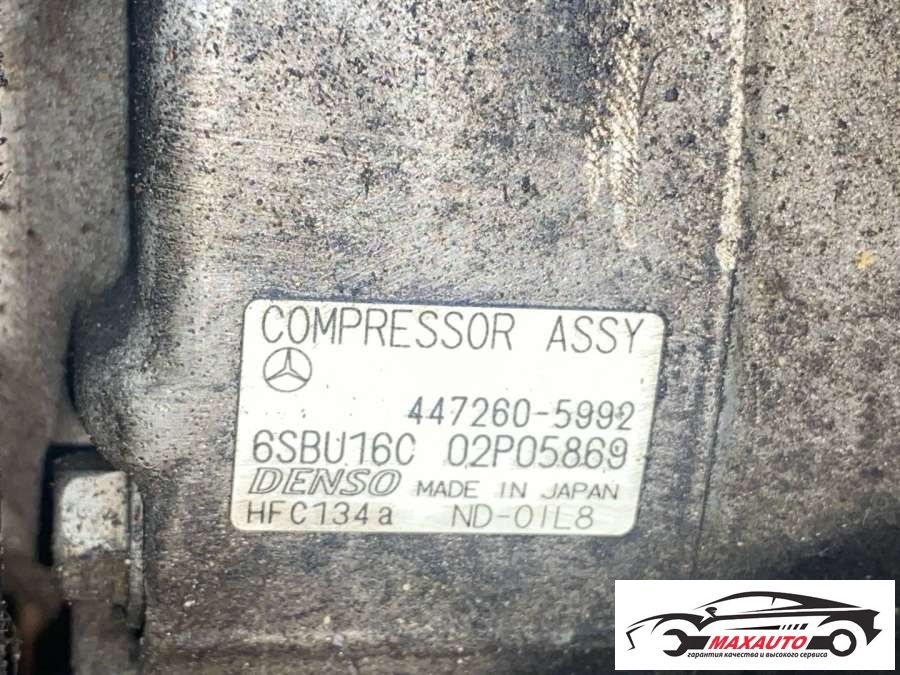 COMPRESSOR ASSY
447260-5992
6SBU16C 02P05869
DENSO MADE IN JAPAN
HFC134a ND-OIL8
MAXAUTO
гарантия качества и высокого сервиса